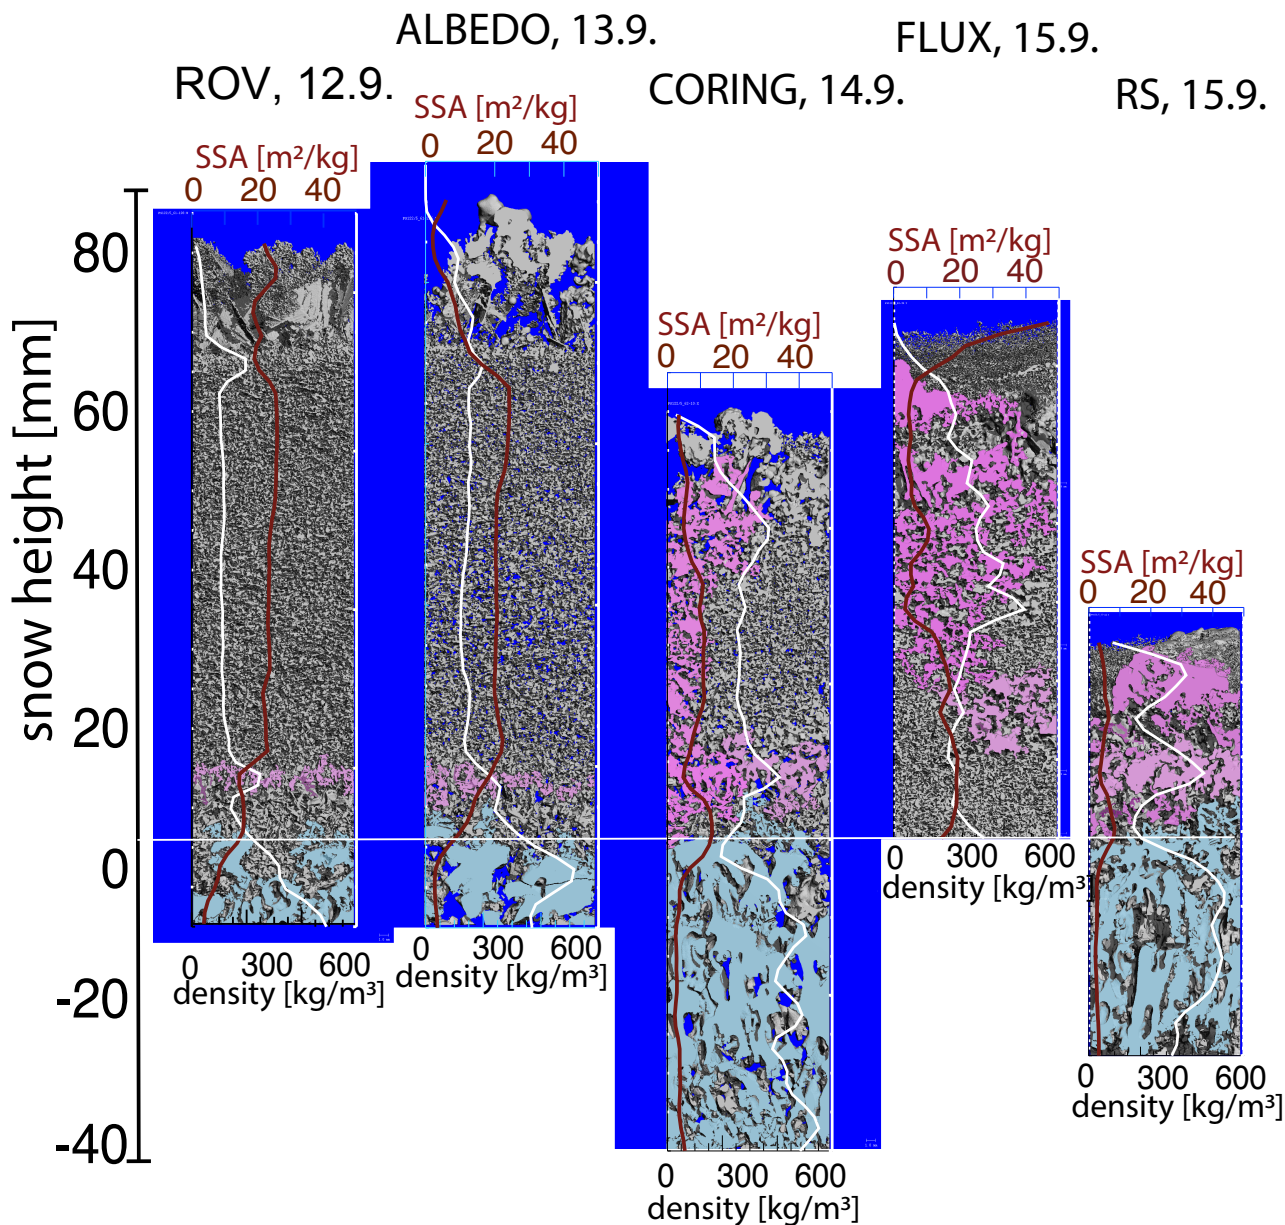 ALBEDO, 13.9.
FLUX, 15.9.
ROV, 12.9.
CORING, 14.9.
RS, 15.9.
SSA [m²/kg]
0 20 40
SSA [m²/kg]
0 20 40
SSA [m²/kg]
0 20 40
SSA [m²/kg]
0 20 40
SSA [m²/kg]
0 20 40
snow height [mm]
80
60
40
20
0
-20
-40
0 300 600
density [kg/m³]
0 300 600
density [kg/m³]
0 300 600
density [kg/m³]
0 300 600
density [kg/m³]
0 300 600
density [kg/m³]